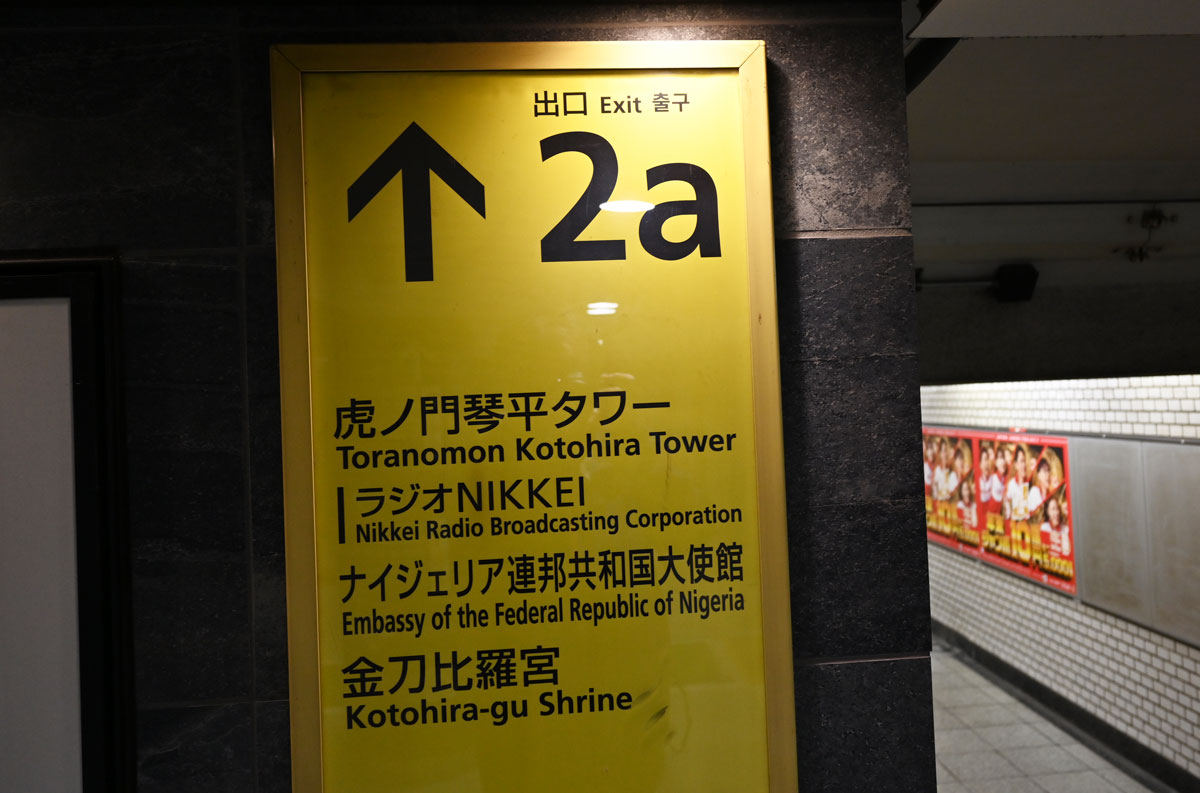 出口 Exit 출구
2a
虎ノ門琴平タワー
Toranomon Kotohira Tower
ラジオNIKKEI
Nikkei Radio Broadcasting Corporation
ナイジェリア連邦共和国大使館
Embassy of the Federal Republic of Nigeria
金刀比羅宮
Kotohira-gu Shrine